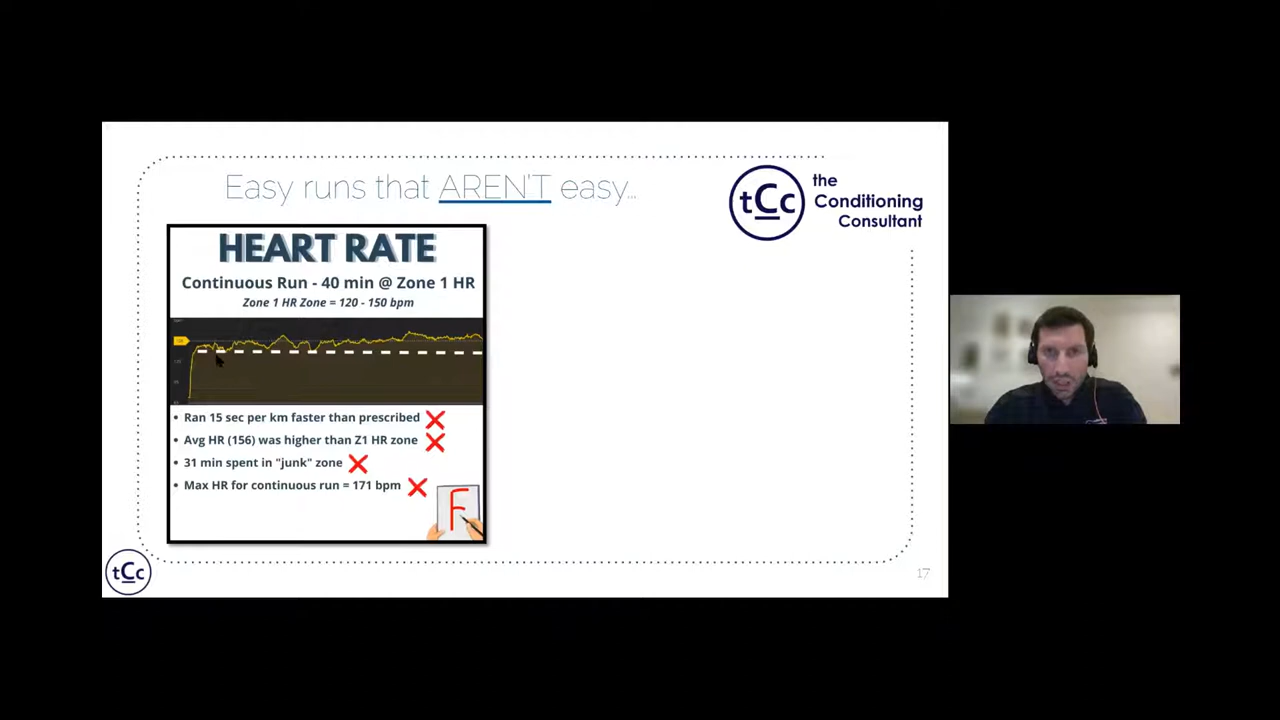 Easy runs that AREN'T easy...
tCc
the
Conditioning
Consultant
HEART RATE
Continuous Run - 40 min @ Zone 1 HR
Zone 1 HR Zone = 120 - 150 bpm
• Ran 15 sec per km faster than prescribed
• Avg HR (156) was higher than Z1 HR zone
• 31 min spent in "junk" zone
• Max HR for continuous run = 171 bpm
F
tCc
17